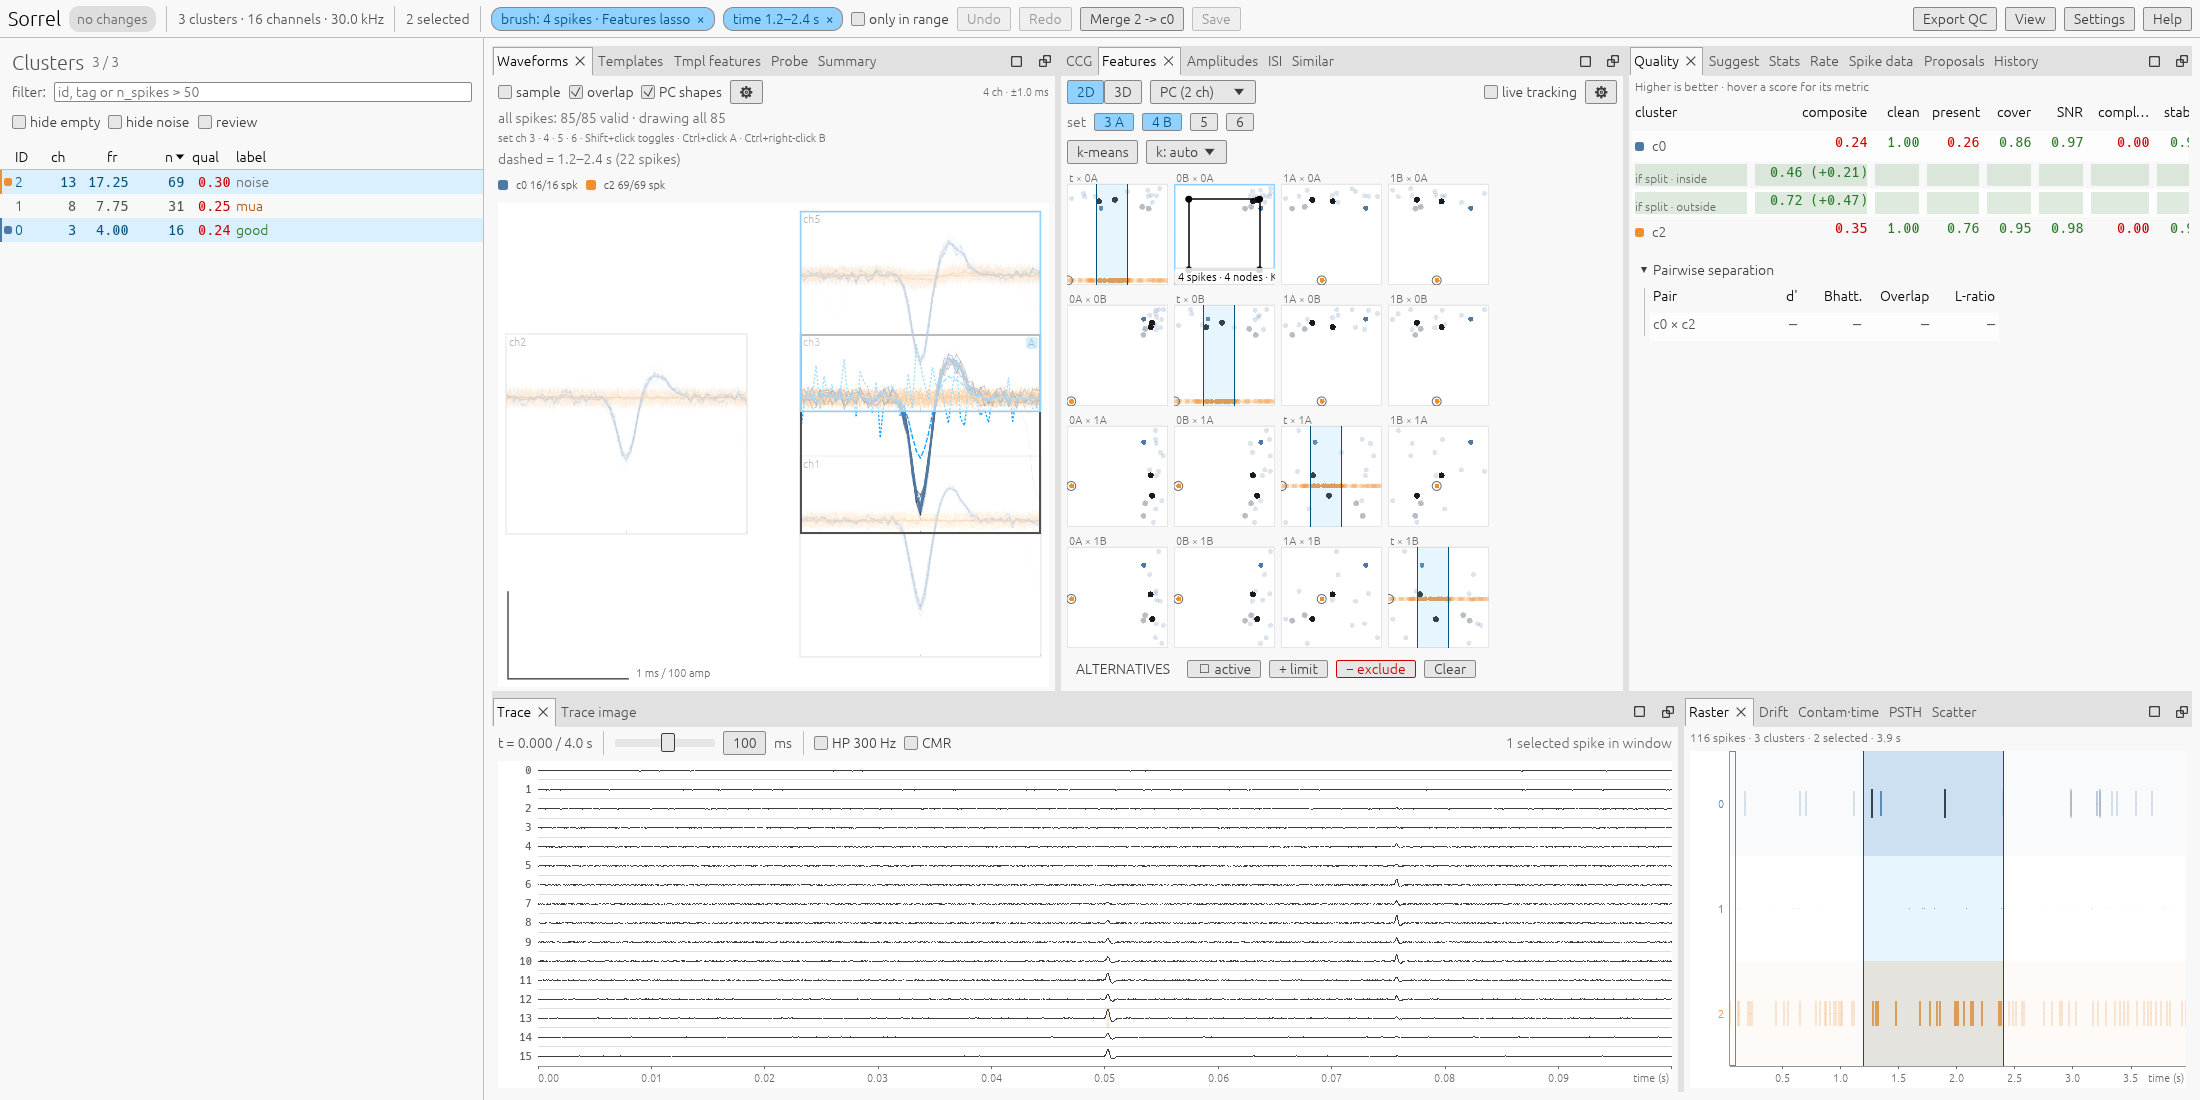 Sorrel no changes 3 clusters · 16 channels · 30.0 kHz 2 selected brush: 4 spikes · Features lasso × time 1.2–2.4 s × only in range Undo Redo Merge 2 -> c0 Save Export QC View Settings Help
Clusters 3 / 3
filter: id, tag or n_spikes > 50
hide empty hide noise review
ID ch fr n▼ qual label
2 13 17.25 69 0.30 noise
1 8 7.75 31 0.25 mua
0 3 4.00 16 0.24 good
Waveforms Templates Tmpl features Probe Summary
sample overlap PC shapes 4 ch · ±1.0 ms
all spikes: 85/85 valid · drawing all 85
set ch 3 · 4 · 5 · 6 · Shift+click toggles · Ctrl+click A · Ctrl+right-click B
dashed = 1.2–2.4 s (22 spikes)
c0 16/16 spk c2 69/69 spk
ch5
ch2
ch3 A
ch1
1 ms / 100 amp
CCG Features Amplitudes ISI Similar
2D 3D PC (2 ch) live tracking
set 3 A 4 B 5 6
k-means k: auto
t × 0A 0B × 0A 1A × 0A 1B × 0A
4 spikes · 4 nodes · K
0A × 0B t × 0B 1A × 0B 1B × 0B
0A × 1A 0B × 1A t × 1A 1B × 1A
0A × 1B 0B × 1B 1A × 1B t × 1B
ALTERNATIVES active + limit − exclude Clear
Quality Suggest Stats Rate Spike data Proposals History
Higher is better · hover a score for its metric
cluster composite clean present cover SNR compl... stab
c0 0.24 1.00 0.26 0.86 0.97 0.00 0.9
if split · inside 0.46 (+0.21)
if split · outside 0.72 (+0.47)
c2 0.35 1.00 0.76 0.95 0.98 0.00 0.9
▼ Pairwise separation
Pair d' Bhatt. Overlap L-ratio
c0 × c2 – – – –
Trace Trace image
t = 0.000 / 4.0 s 100 ms HP 300 Hz CMR 1 selected spike in window
0
1
2
3
4
5
6
7
8
9
10
11
12
13
14
15
0.00 0.01 0.02 0.03 0.04 0.05 0.06 0.07 0.08 0.09 time (s)
Raster Drift Contam·time PSTH Scatter
116 spikes · 3 clusters · 2 selected · 3.9 s
0
1
2
0.5 1.0 1.5 2.0 2.5 3.0 3.5 time (s)